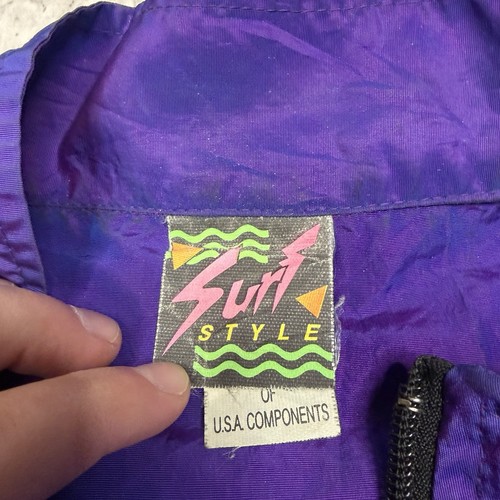 Surf
STYLE
OF
U.S.A. COMPONENTS